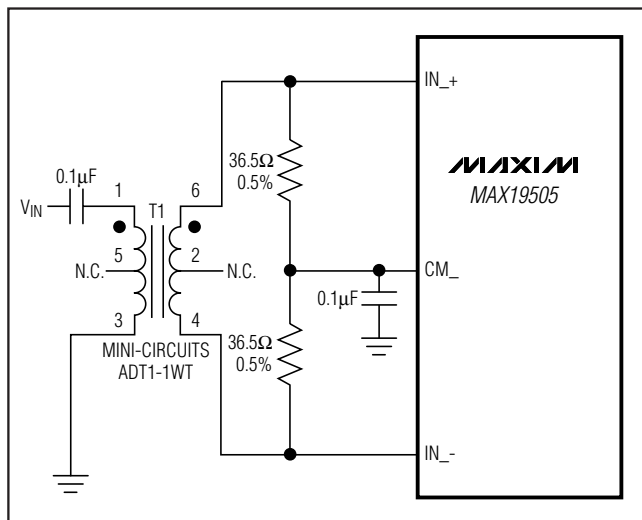 IN_+
36.5Ω
0.5%
0.1µF
1
6
VIN
T1
MAXIM
MAX19505
5
2
N.C.
N.C.
CM_
0.1µF
3
4
36.5Ω
0.5%
MINI-CIRCUITS
ADT1-1WT
IN_-